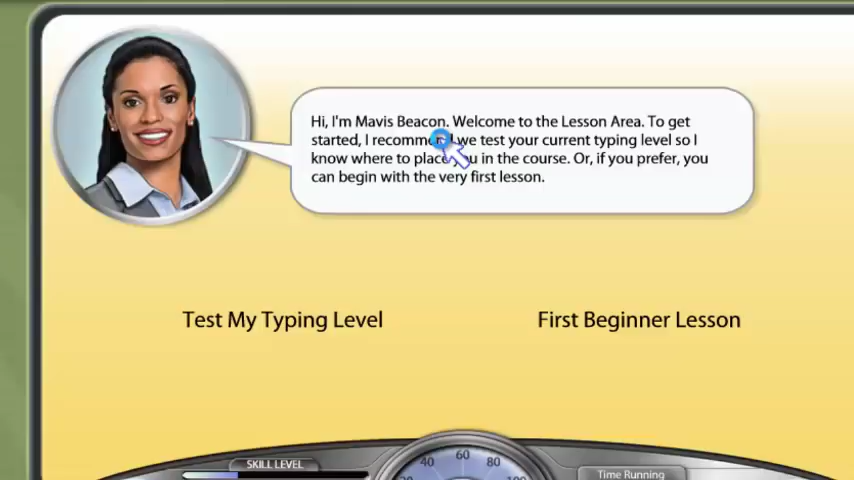 Hi, I'm Mavis Beacon. Welcome to the Lesson Area. To get
started, I recommend we test your current typing level so I
know where to place you in the course. Or, if you prefer, you
can begin with the very first lesson.
Test My Typing Level
First Beginner Lesson
40 60 80
SKILL LEVEL
Time Running